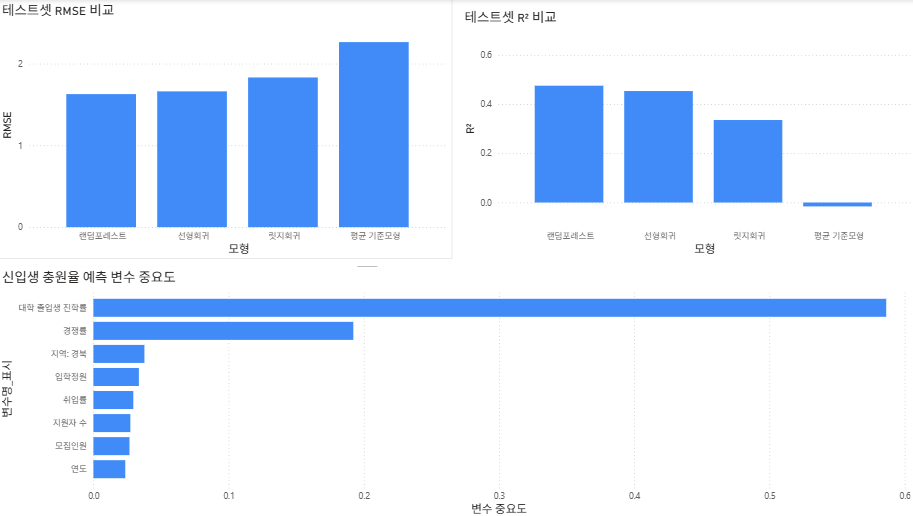 테스트셋 RMSE 비교
RMSE
2
1
0
랜덤포레스트 선형회귀 릿지회귀 평균 기준모형
모형
테스트셋 R² 비교
R²
0.6
0.4
0.2
0.0
랜덤포레스트 선형회귀 릿지회귀 평균 기준모형
모형
신입생 충원율 예측 변수 중요도
변수명_표시
대학 졸업생 진학률
경쟁률
지역: 경북
입학정원
취업률
지원자 수
모집인원
연도
0.0 0.1 0.2 0.3 0.4 0.5 0.6
변수 중요도